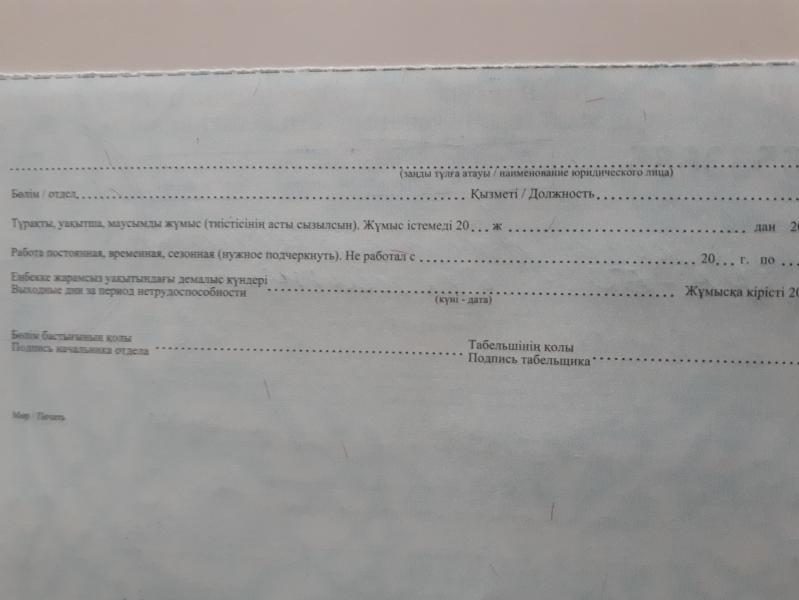 (заңды тұлға атауы / наименование юридического лица)
Бөлім / отдел........ Қызметі / Должность........
Тұрақты, уақытша, маусымды жұмыс (тиістісінің асты сызылсын). Жұмыс істемеді 20... ж ........ дан 20
Работа постоянная, временная, сезонная (нужное подчеркнуть). Не работал с ........ 20... г. по ....
Еңбекке жарамсыз уақытындағы демалыс күндері
Выходные дни за период нетрудоспособности ........ Жұмысқа кірісті 20
(күні - дата)
Бөлім бастығының қолы ........ Табельшінің қолы
Подпись начальника отдела ........ Подпись табельщика ........
Мөр / Печать